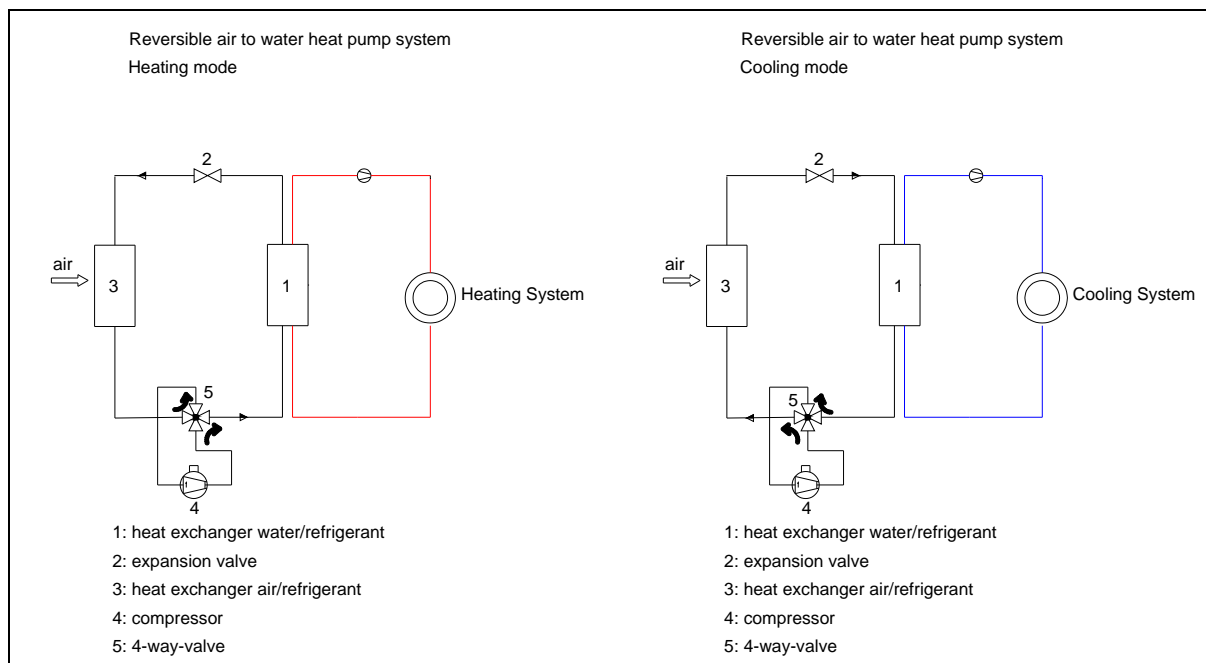 Reversible air to water heat pump system
Heating mode
2
air
3
1
Heating System
5
4
1: heat exchanger water/refrigerant
2: expansion valve
3: heat exchanger air/refrigerant
4: compressor
5: 4-way-valve
Reversible air to water heat pump system
Cooling mode
2
air
3
1
Cooling System
5
4
1: heat exchanger water/refrigerant
2: expansion valve
3: heat exchanger air/refrigerant
4: compressor
5: 4-way-valve